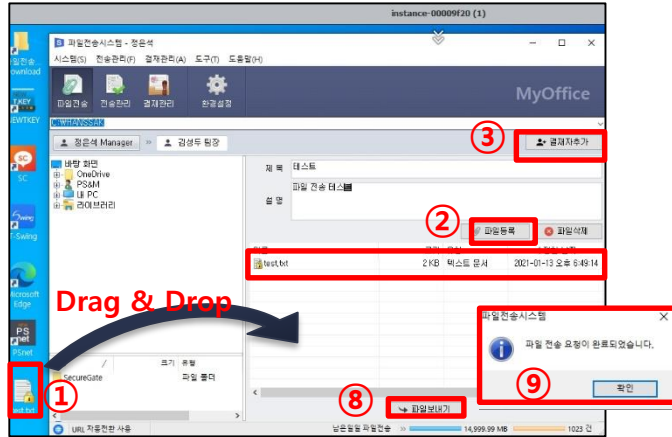 instance-00009f20 (1)
파일전송시스템 - 정은석
시스템(S) 전송관리(F) 결재관리(A) 도구(T) 도움말(H)
파일전송 전송관리 결재관리 환경설정
MyOffice
③
정은석 Manager » 김성두 팀장
결재자추가
바탕 화면
OneDrive
PS&M
내 PC
라이브러리
제 목 테스트
설 명 파일 전송 테스틀
②
파일등록 파일삭제
test.txt 2 KB 텍스트 문서 2021-01-13 오후 6:49:14
SC
SC
T-Swing
Microsoft Edge
PSnet
PSnet
Drag & Drop
파일전송시스템
파일 전송 요청이 완료되었습니다.
⑨
확인
크기 유형
SecureGate 파일 폴더
①
test.txt
⑧
파일보내기
URL 자동전환 사용
남은일일 파일전송 » 14,999.99 MB 1023 건